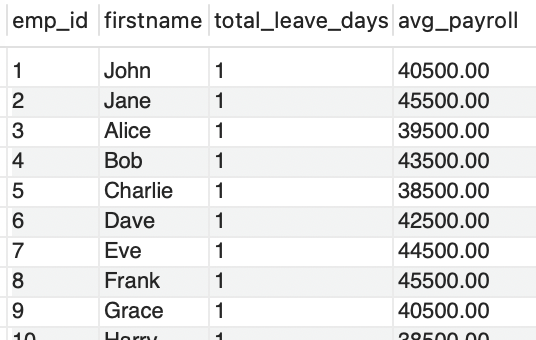 emp_id firstname total_leave_days avg_payroll
1 John 1 40500.00
2 Jane 1 45500.00
3 Alice 1 39500.00
4 Bob 1 43500.00
5 Charlie 1 38500.00
6 Dave 1 42500.00
7 Eve 1 44500.00
8 Frank 1 45500.00
9 Grace 1 40500.00
10 Harry 1 38500.00